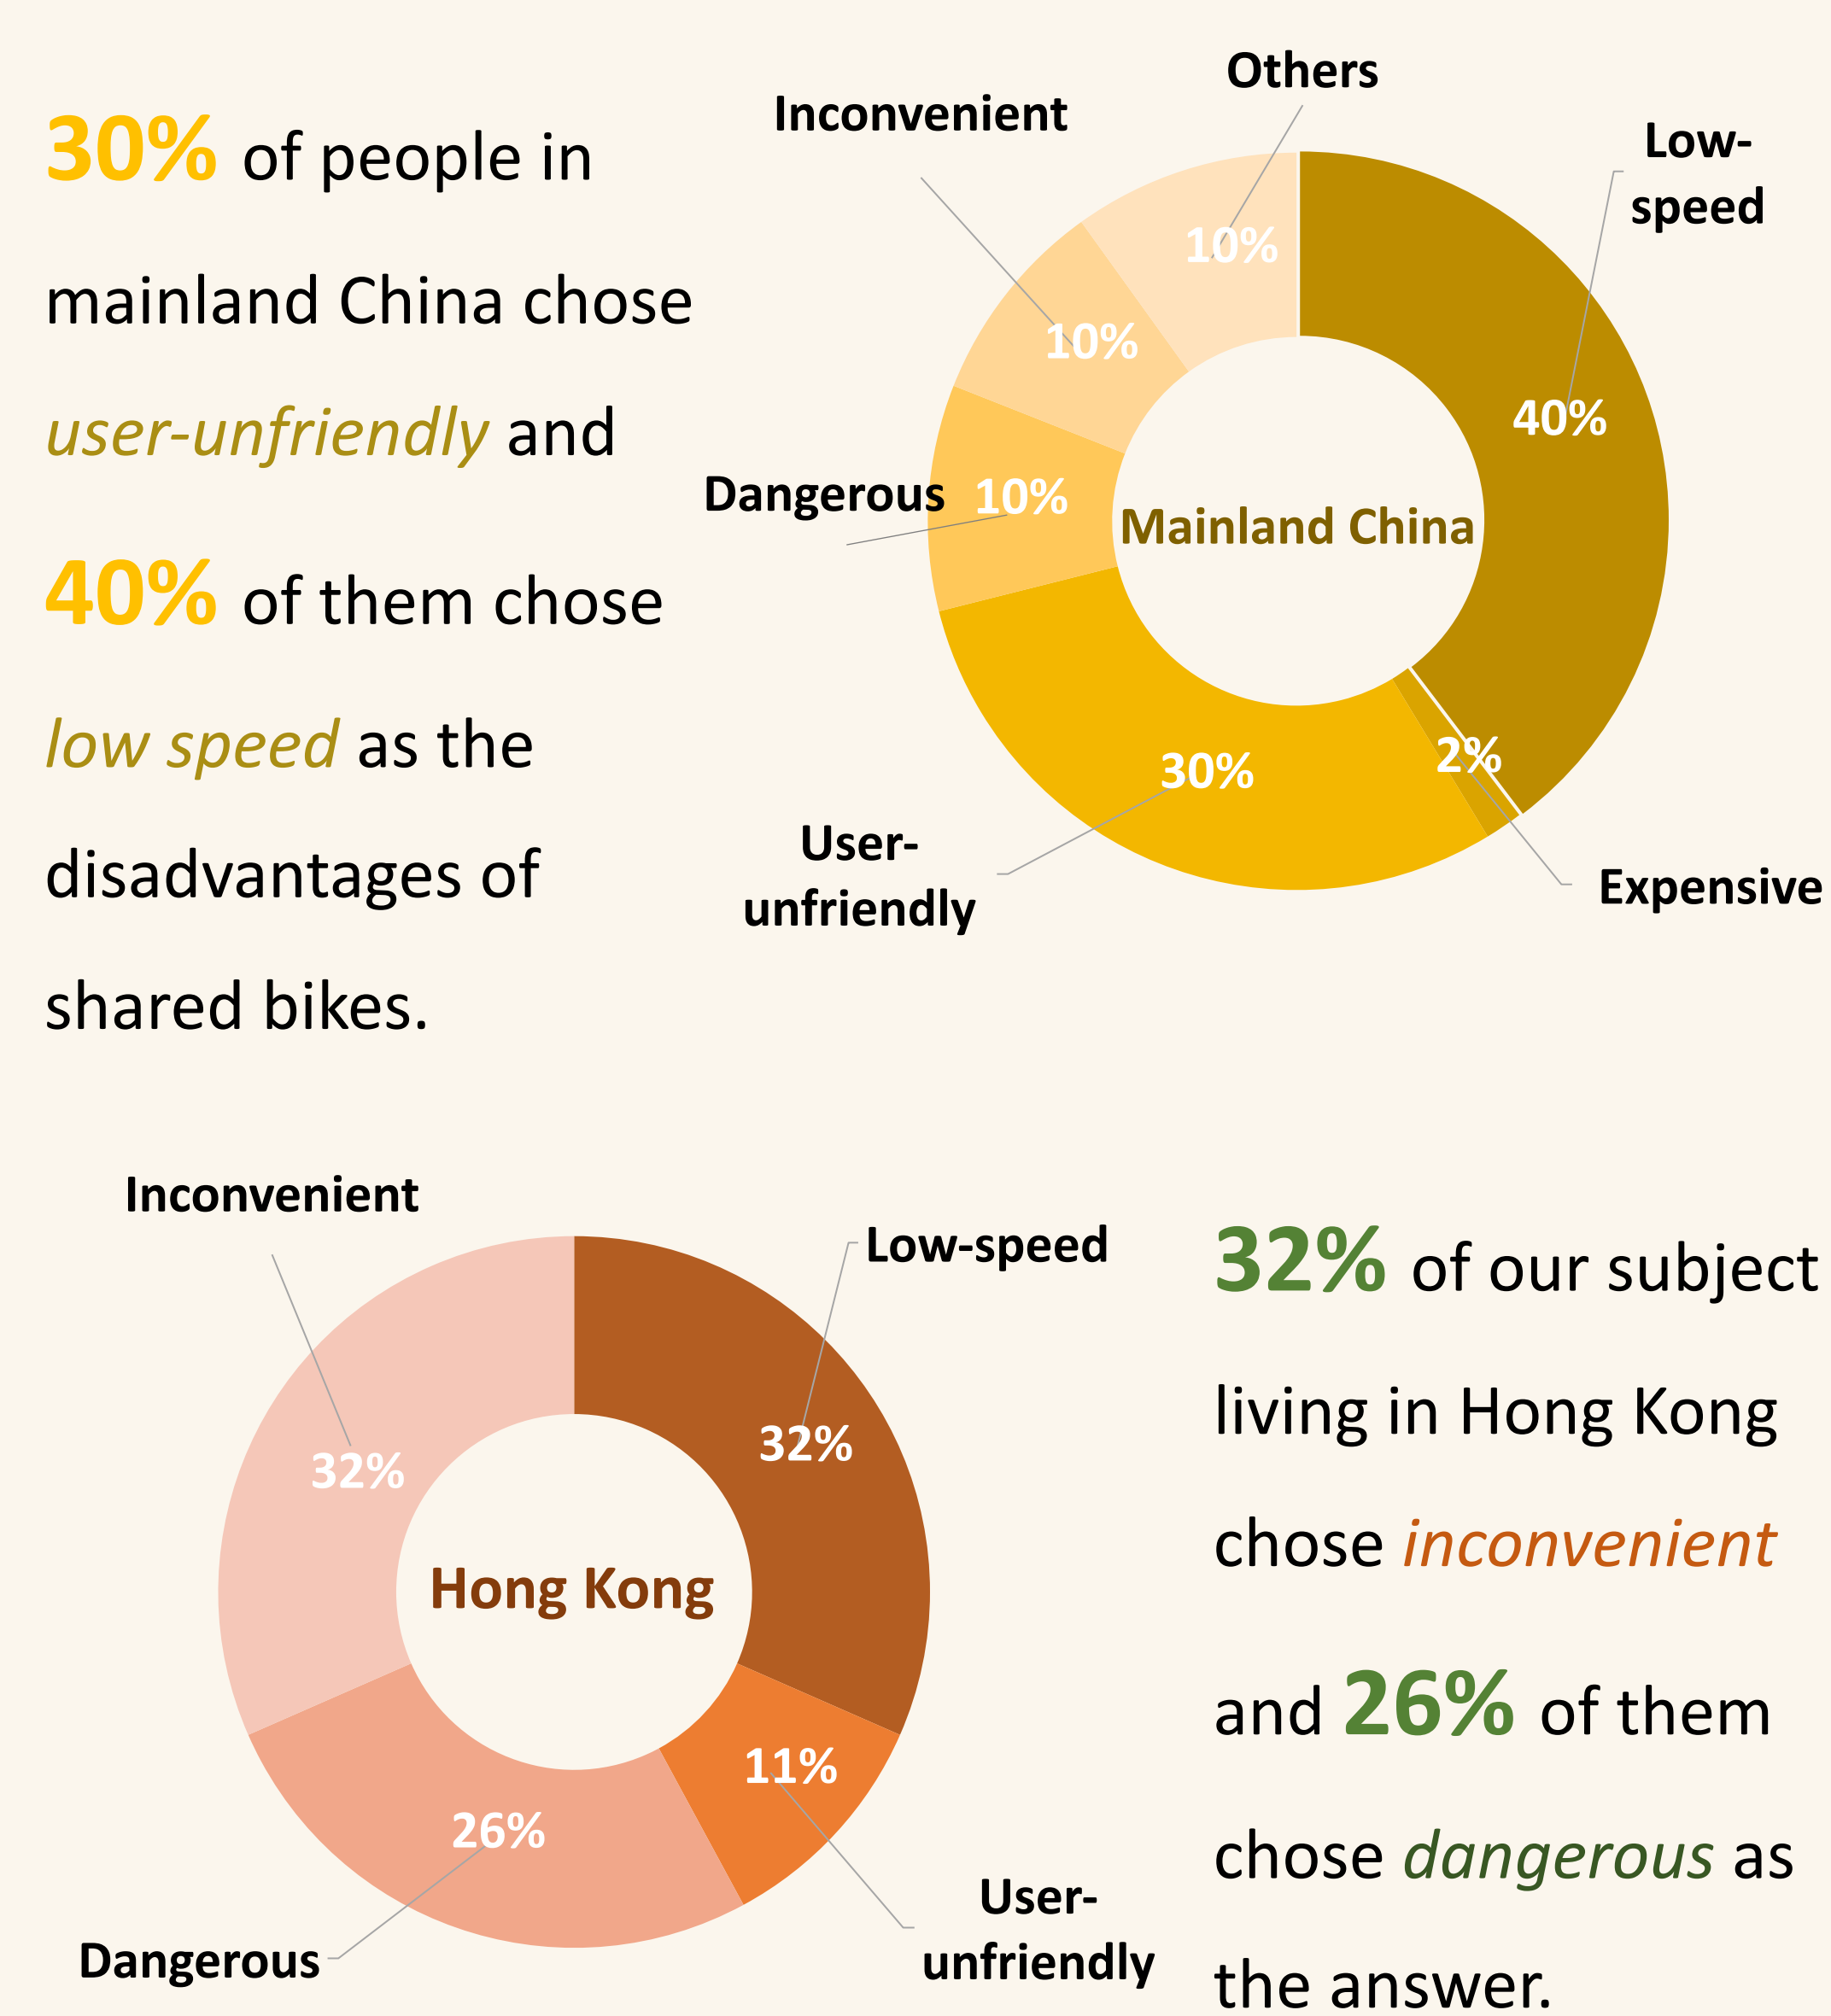 30% of people in
mainland China chose
user-unfriendly and
40% of them chose
low speed as the
disadvantages of
shared bikes.
Others
Inconvenient
Low-
speed
10%
10%
40%
Dangerous
10%
Mainland China
2%
30%
User-
unfriendly
Expensive
Inconvenient
Low-speed
32%
32%
Hong Kong
11%
26%
User-
unfriendly
Dangerous
32% of our subject
living in Hong Kong
chose inconvenient
and 26% of them
chose dangerous as
the answer.